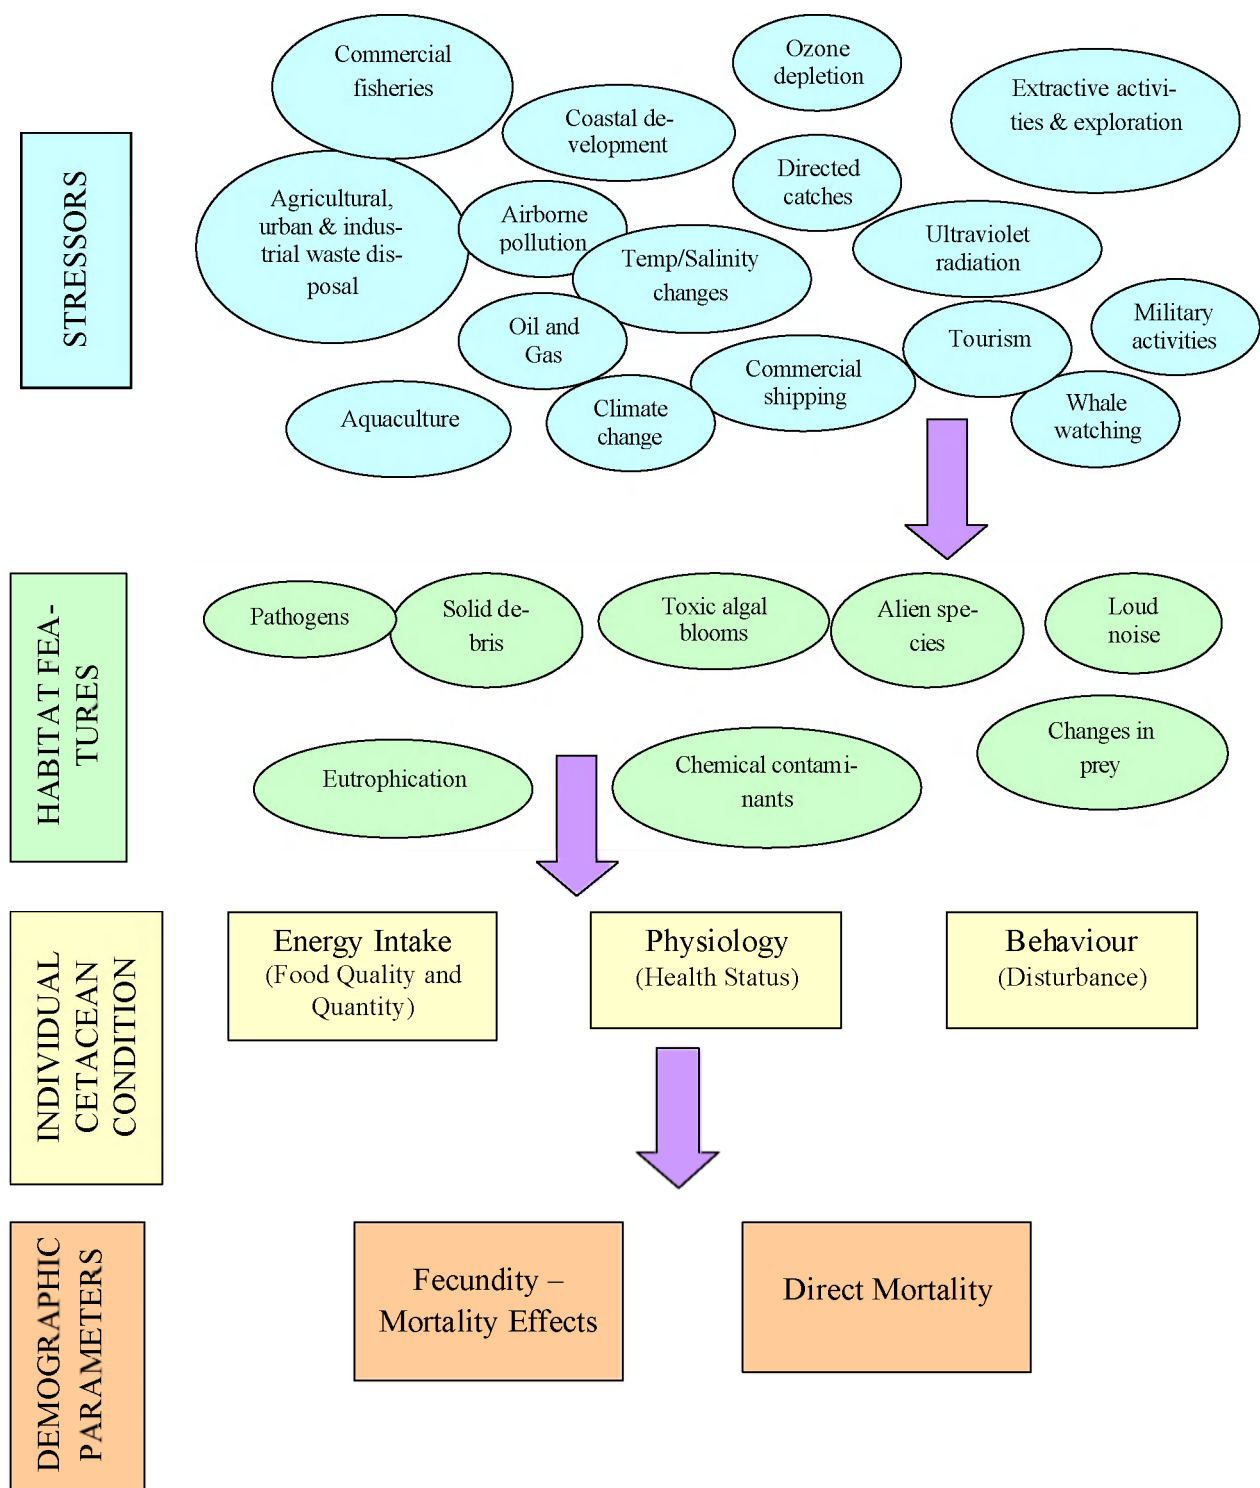 STRESSORS
Commercial
fisheries
Ozone
depletion
Extractive activi-
ties & exploration
Coastal de-
velopment
Directed
catches
Agricultural,
urban & indus-
trial waste dis-
posal
Airborne
pollution
Temp/Salinity
changes
Ultraviolet
radiation
Oil and
Gas
Commercial
shipping
Tourism
Military
activities
Aquaculture
Climate
change
Whale
watching
HABITAT FEA-
TURES
Pathogens
Solid de-
bris
Toxic algal
blooms
Alien spe-
cies
Loud
noise
Eutrophication
Chemical contami-
nants
Changes in
prey
INDIVIDUAL
CETACEAN
CONDITION
Energy Intake
(Food Quality and
Quantity)
Physiology
(Health Status)
Behaviour
(Disturbance)
DEMOGRAPHIC
PARAMETERS
Fecundity –
Mortality Effects
Direct Mortality